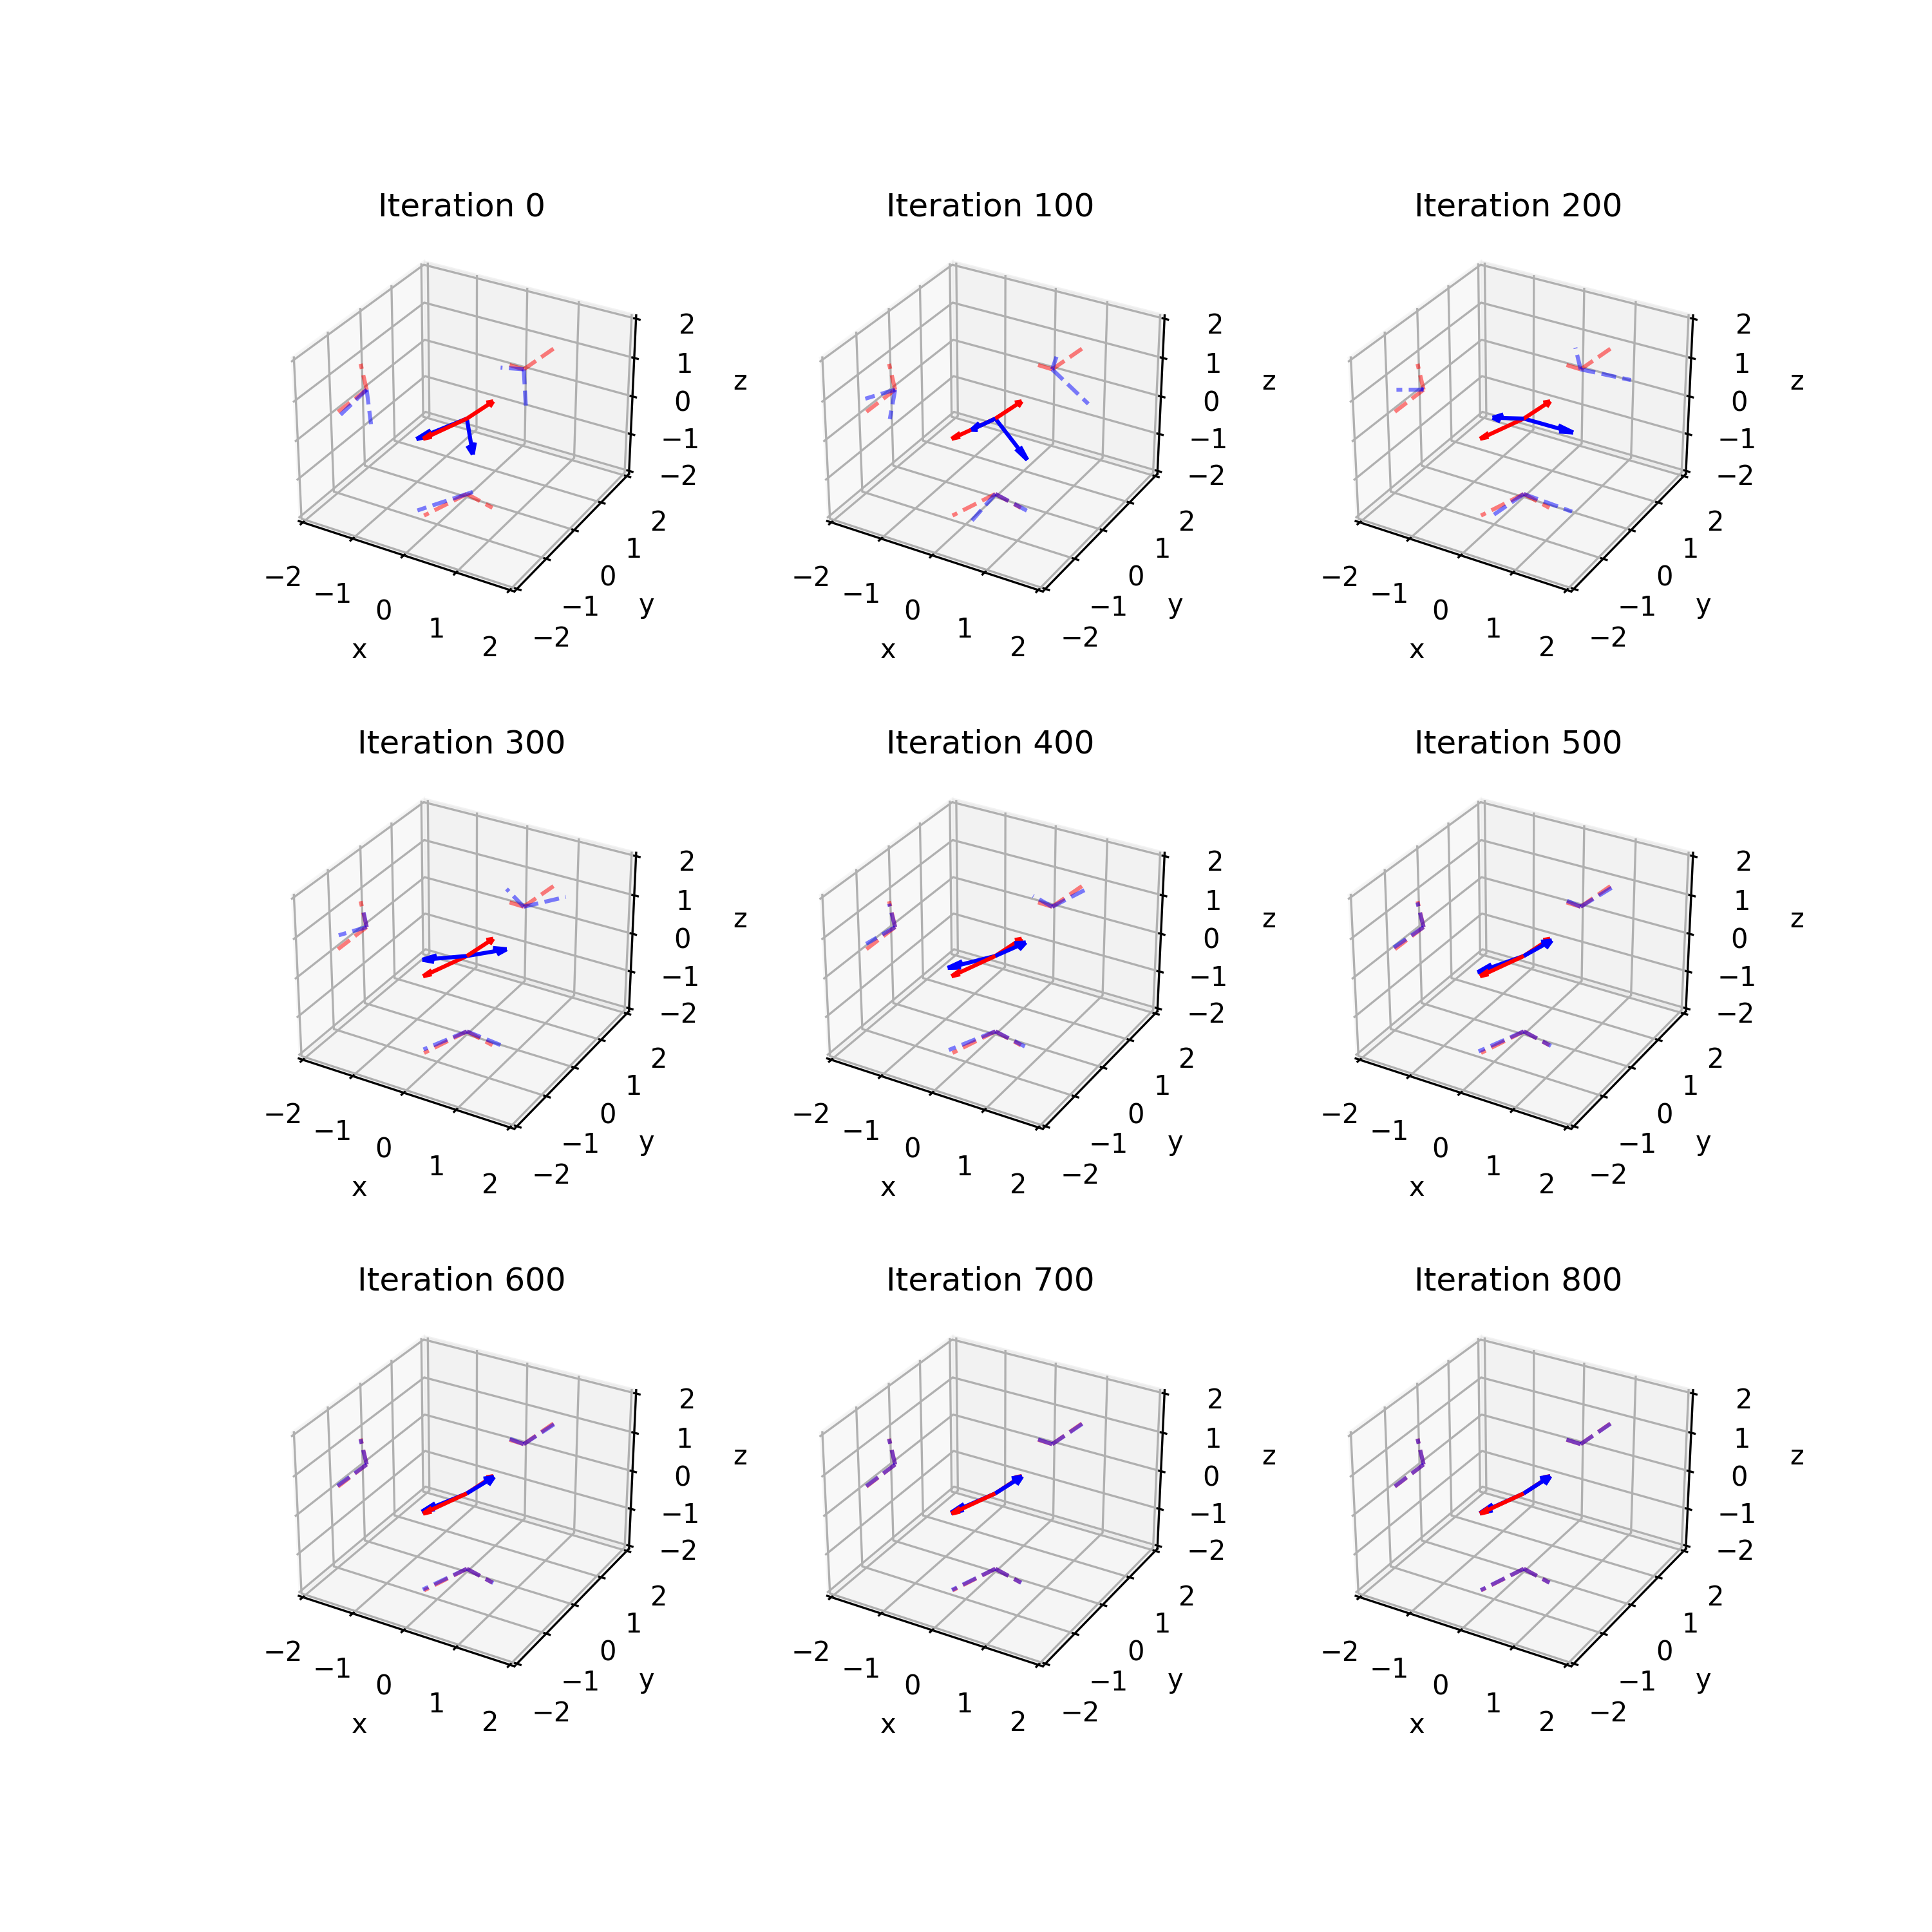 Iteration 0 Iteration 100 Iteration 200
2 2 2
1 z 1 z 1 z
0 0 0
−1 −1 −1
−2 −2 −2
2 2 2
1 1 1
−2 −1 0 1 2 −2 −1 0 y −2 −1 0 1 2 −2 −1 0 y −2 −1 0 1 2 −2 −1 0 y
x x x
Iteration 300 Iteration 400 Iteration 500
2 2 2
1 z 1 z 1 z
0 0 0
−1 −1 −1
−2 −2 −2
2 2 2
1 1 1
−2 −1 0 1 2 −2 −1 0 y −2 −1 0 1 2 −2 −1 0 y −2 −1 0 1 2 −2 −1 0 y
x x x
Iteration 600 Iteration 700 Iteration 800
2 2 2
1 z 1 z 1 z
0 0 0
−1 −1 −1
−2 −2 −2
2 2 2
1 1 1
−2 −1 0 1 2 −2 −1 0 y −2 −1 0 1 2 −2 −1 0 y −2 −1 0 1 2 −2 −1 0 y
x x x